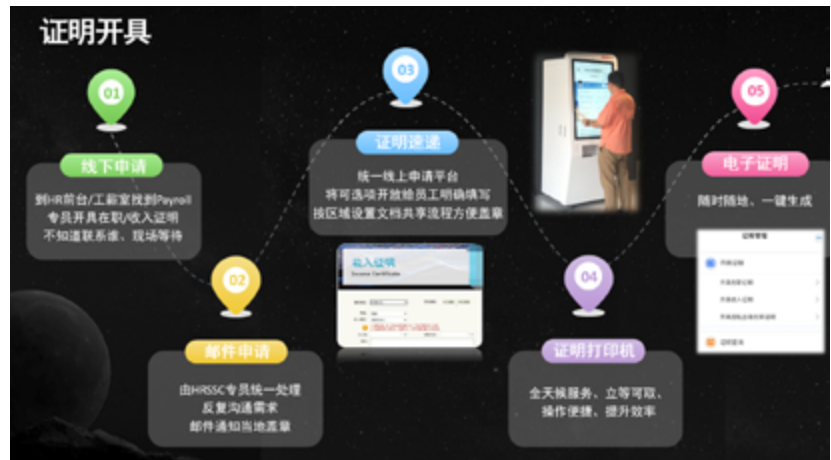 证明开具
01
线下申请
到HR前台/工薪室找到Payroll
专员开具在职/收入证明
不知道联系谁、现场等待
02
邮件申请
由HRSSC专员统一处理
反复沟通需求
邮件通知当地盖章
03
证明速递
统一线上申请平台
将可选项开放给员工明确填写
按区域设置文档共享流程方便盖章
收入证明
Income Certificate
04
证明打印机
全天候服务、立等可取、
操作便捷、提升效率
05
电子证明
随时随地、一键生成
证明管理